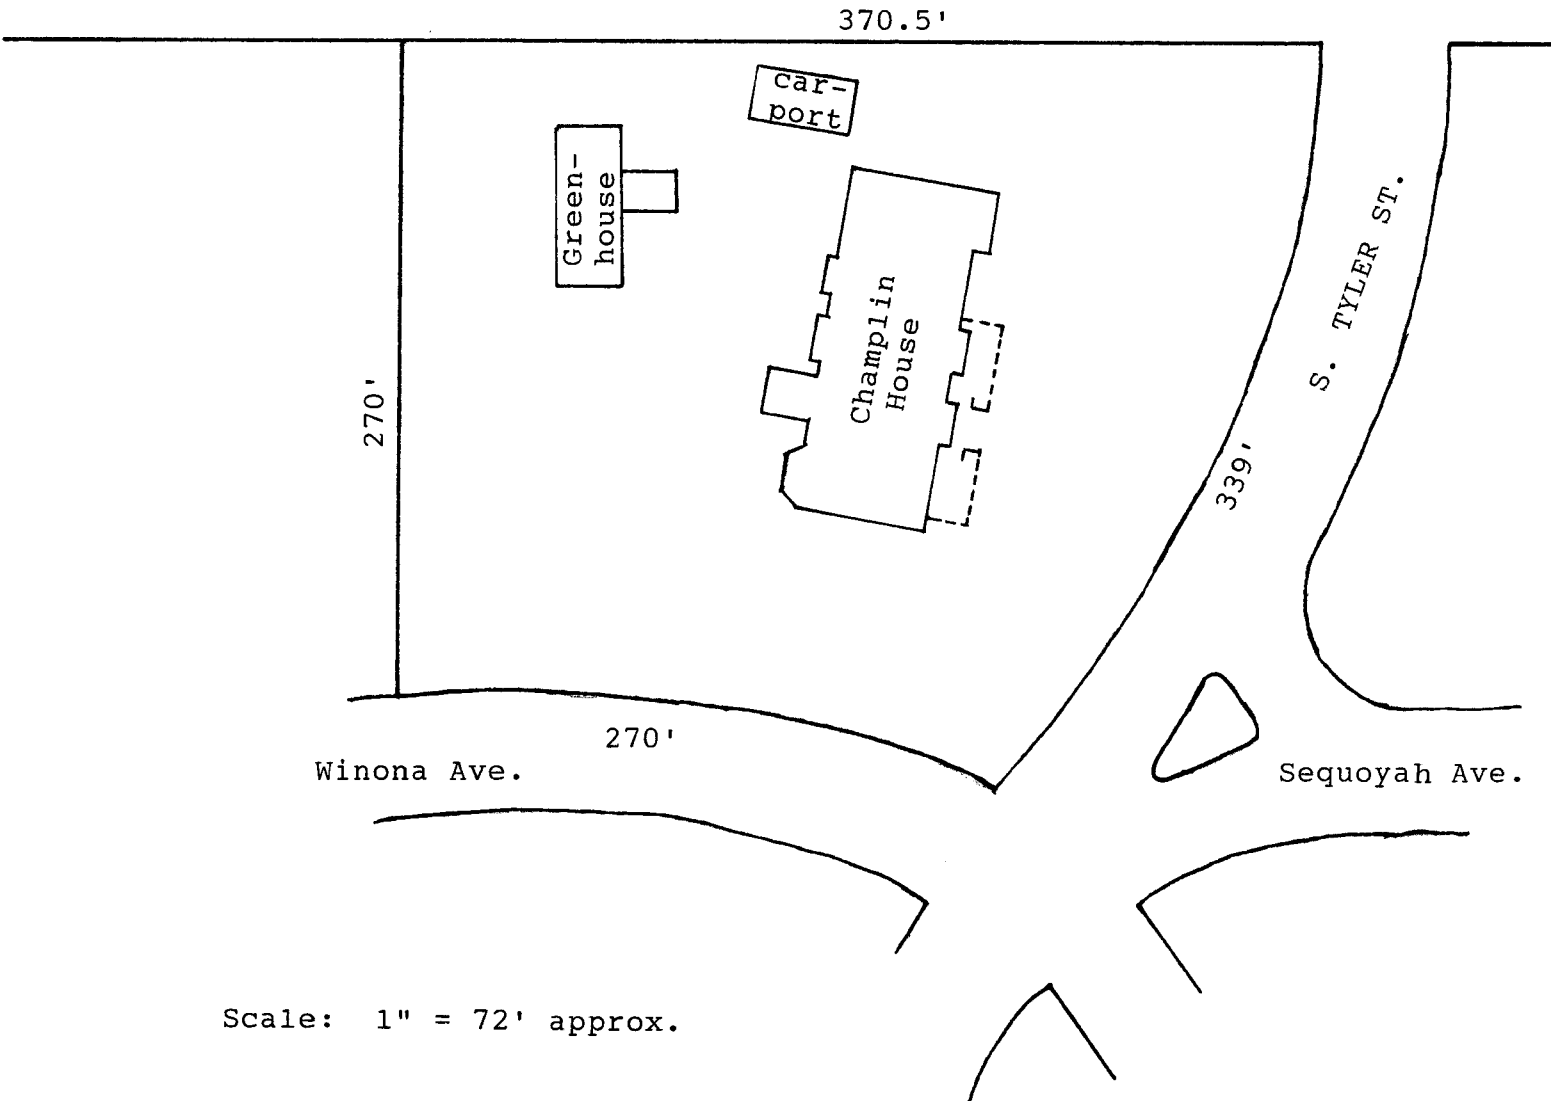 370.5'
car-
port
Green-
house
Champlin
House
S. TYLER ST.
270'
339'
270'
Winona Ave.
Sequoyah Ave.
Scale: 1" = 72' approx.